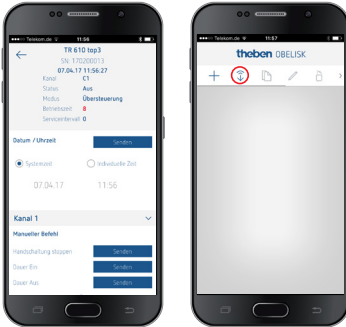 Telekom.de 11:56
TR 610 top3
SN: 170200013
07.04.17 11:56:27
Kanal C1
Status Aus
Modus Übersteuerung
Betriebszeit 8
Serviceintervall 0
Datum / Uhrzeit Senden
Systemzeit Individuelle Zeit
07.04.17 11:56
Kanal 1
Manueller Befehl
Handschaltung stoppen Senden
Dauer Ein Senden
Dauer Aus Senden
Telekom.de 11:57
theben OBELISK